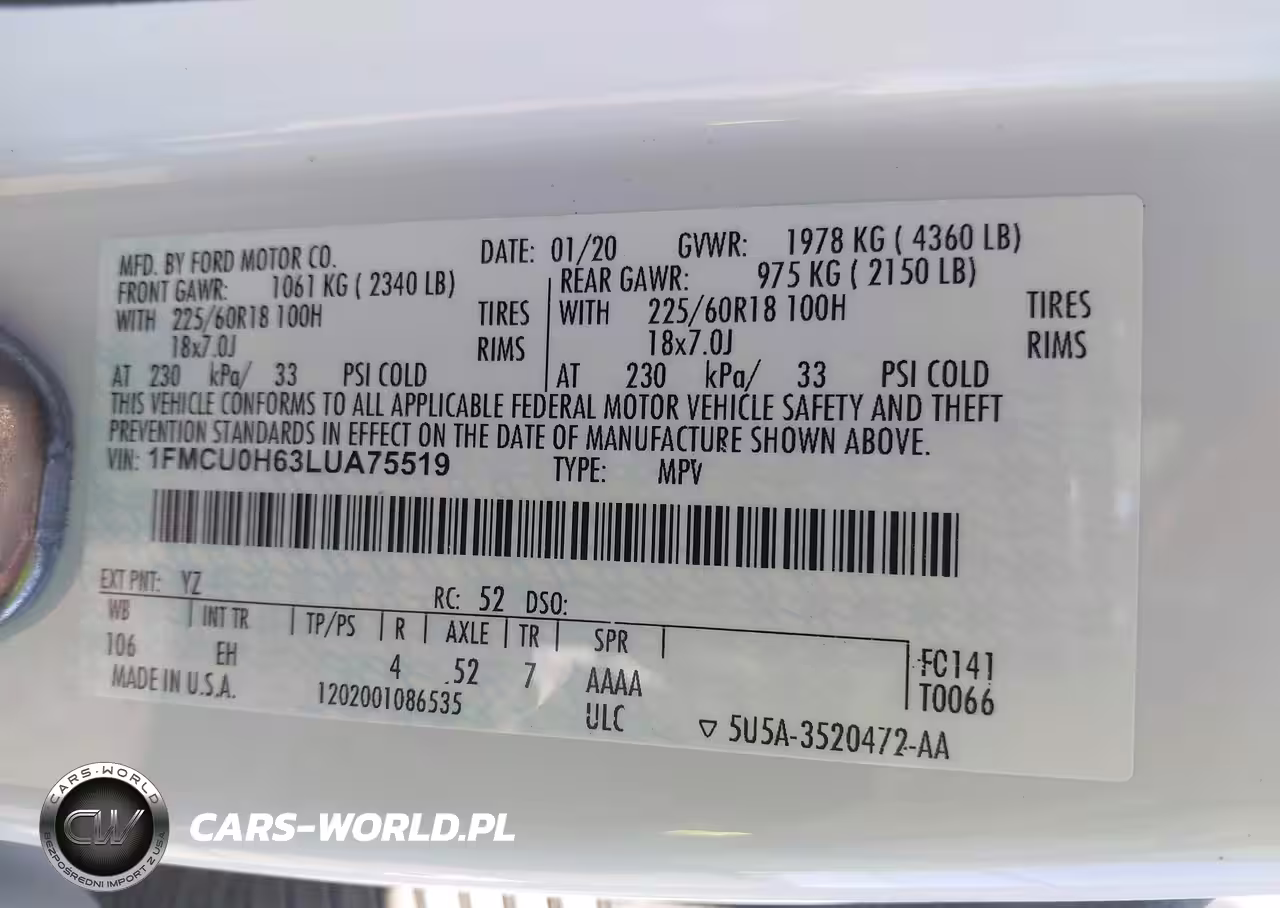 MFD. BY FORD MOTOR CO. DATE: 01/20 GVWR: 1978 KG ( 4360 LB)
FRONT GAWR: 1061 KG ( 2340 LB) REAR GAWR: 975 KG ( 2150 LB)
WITH 225/60R18 100H TIRES WITH 225/60R18 100H TIRES
18x7.0J RIMS 18x7.0J RIMS
AT 230 kPa/ 33 PSI COLD AT 230 kPa/ 33 PSI COLD
THIS VEHICLE CONFORMS TO ALL APPLICABLE FEDERAL MOTOR VEHICLE SAFETY AND THEFT
PREVENTION STANDARDS IN EFFECT ON THE DATE OF MANUFACTURE SHOWN ABOVE.
VIN: 1FMCU0H63LUA75519 TYPE: MPV
EXT PNT: YZ RC: 52 DSO:
WB INT TR TP/PS R AXLE TR SPR
106 EH 4 52 7 AAAA FC141
MADE IN U.S.A. 1202001086535 ULC T0066
▽ 5U5A-3520472-AA
CARS-WORLD
CW
BEZPOŚREDNI IMPORT Z USA
CARS-WORLD.PL